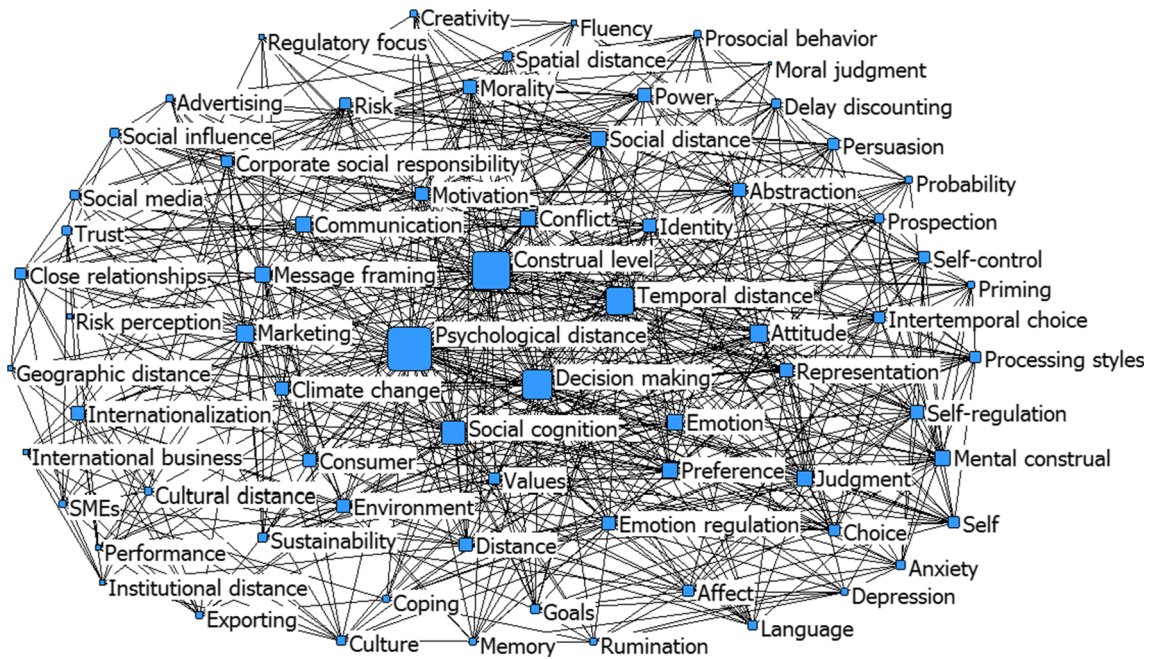 Creativity
Fluency
Regulatory focus
Prosocial behavior
Spatial distance
Moral judgment
Morality
Power
Advertising
Risk
Delay discounting
Social influence
Social distance
Persuasion
Corporate social responsibility
Probability
Social media
Motivation
Abstraction
Communication
Conflict
Identity
Prospection
Trust
Construal level
Self-control
Close relationships
Message framing
Temporal distance
Priming
Risk perception
Marketing
Psychological distance
Attitude
Intertemporal choice
Geographic distance
Climate change
Decision making
Representation
Processing styles
Internationalization
Social cognition
Emotion
Self-regulation
International business
Consumer
Values
Preference
Judgment
Mental construal
SMEs
Cultural distance
Environment
Emotion regulation
Choice
Self
Performance
Sustainability
Distance
Anxiety
Institutional distance
Coping
Goals
Affect
Depression
Exporting
Culture
Memory
Rumination
Language